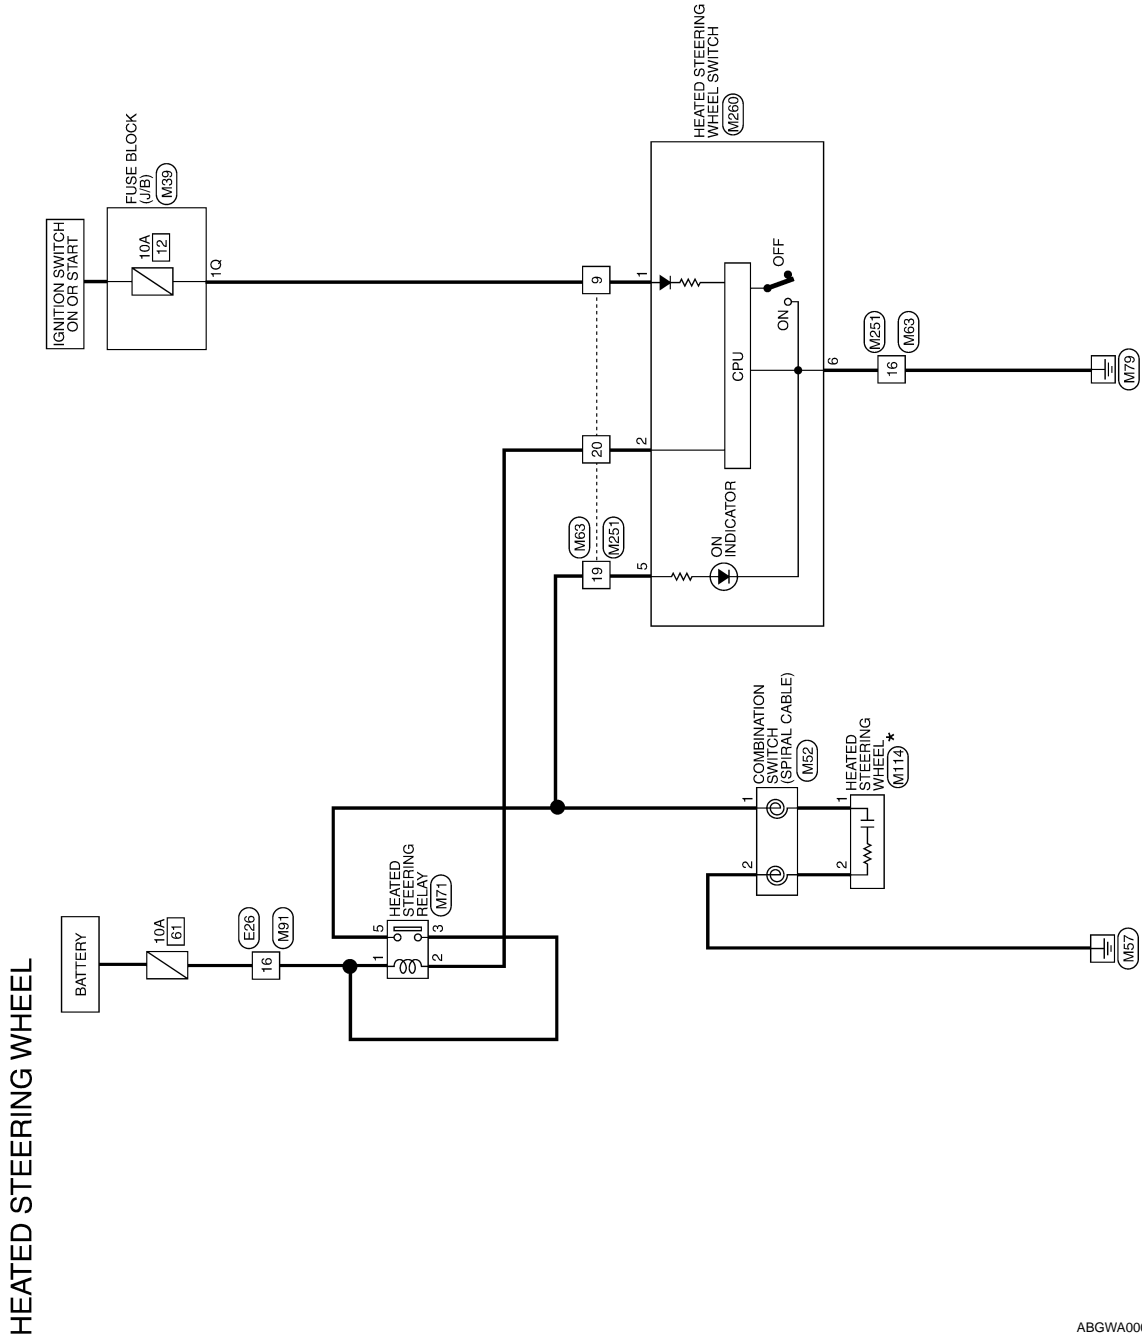 HEATED STEERING WHEEL
BATTERY
10A
61
16
E26
M91
1
5
2
3
HEATED
STEERING
RELAY
M71
IGNITION SWITCH
ON OR START
FUSE BLOCK
(J/B)
M39
10A
12
1Q
9
20
19
M63
M251
1
2
5
HEATED STEERING
WHEEL SWITCH
M260
CPU
ON
OFF
ON
INDICATOR
6
16
M251
M63
M79
COMBINATION
SWITCH
(SPIRAL CABLE)
M52
2
1
HEATED
STEERING
WHEEL
M114
*
2
1
M57